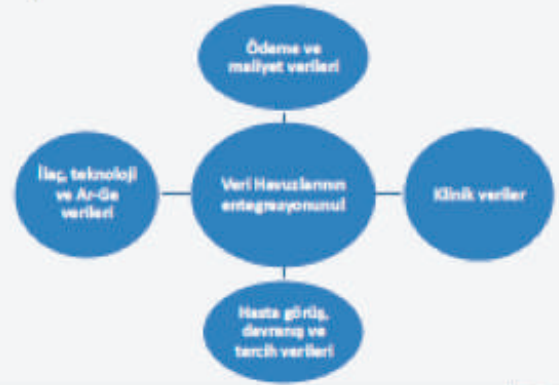 Ödeme ve
maliyet verileri
İlaç, teknoloji
ve Ar-Ge
verileri
Veri Havuzlarının
entegrasyonunu!
Klinik veriler
Hasta görüş,
davranış ve
tercih verileri